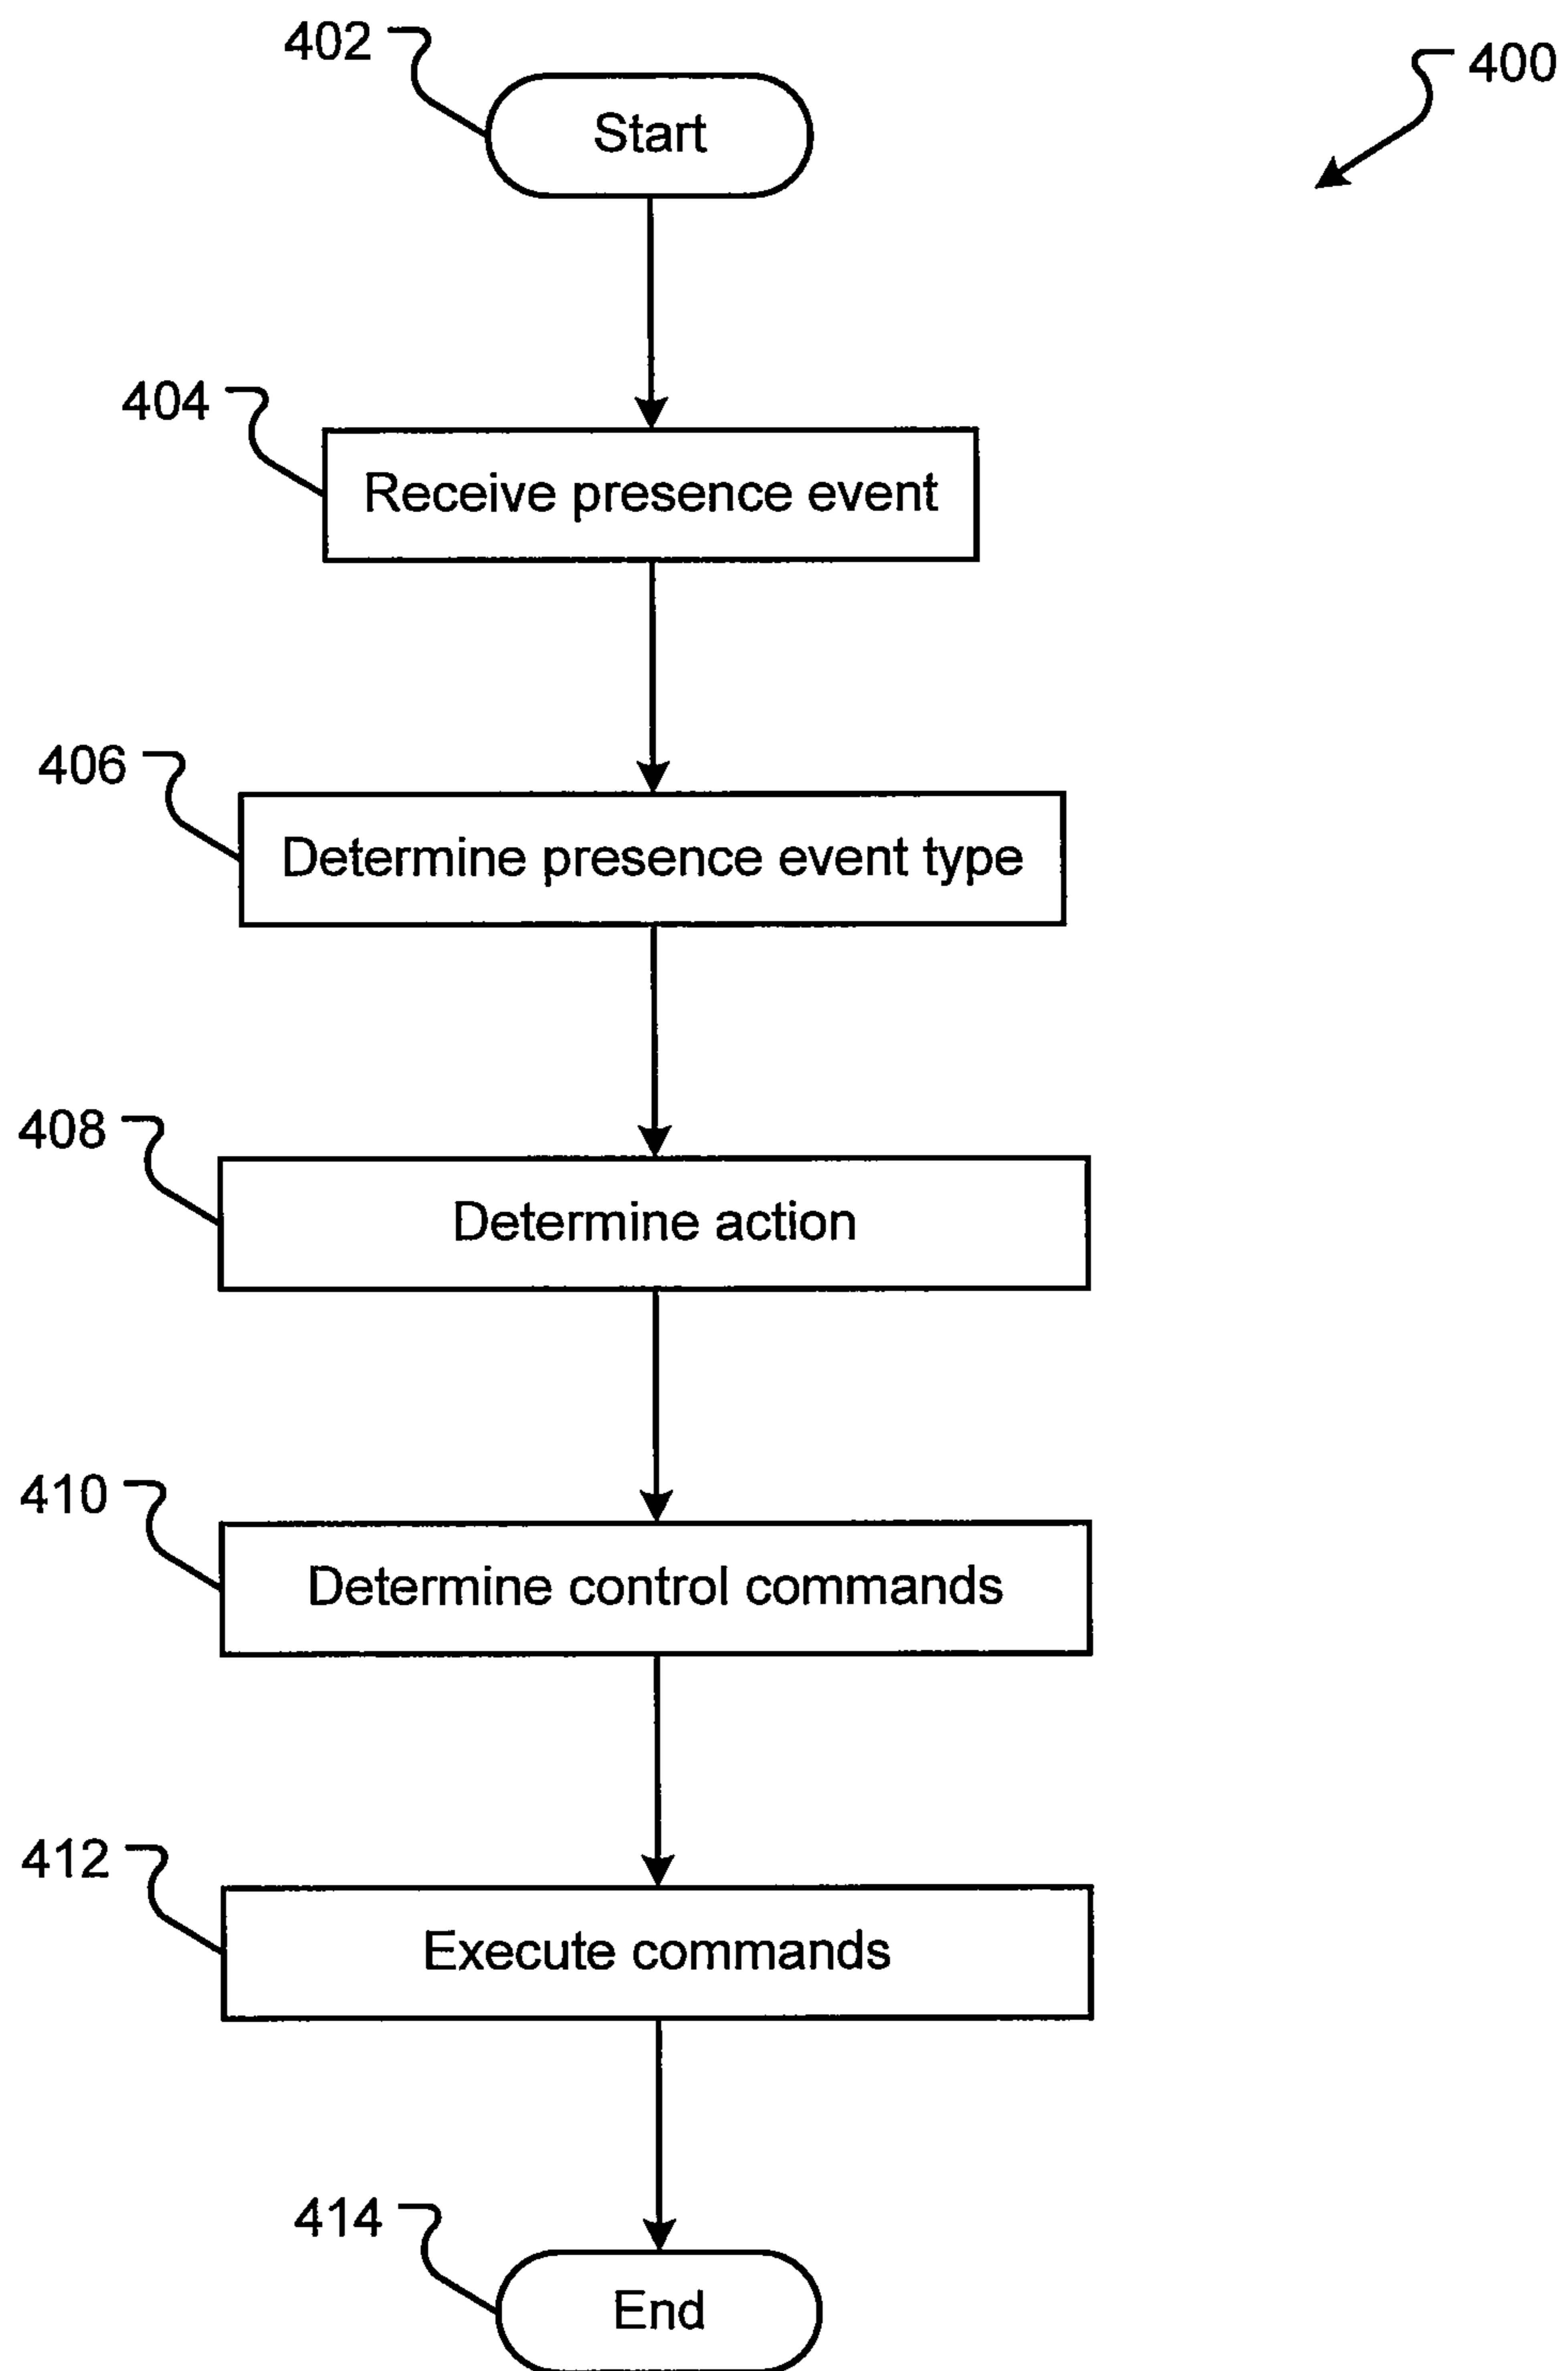 402
Start
400
404
Receive presence event
406
Determine presence event type
408
Determine action
410
Determine control commands
412
Execute commands
414
End